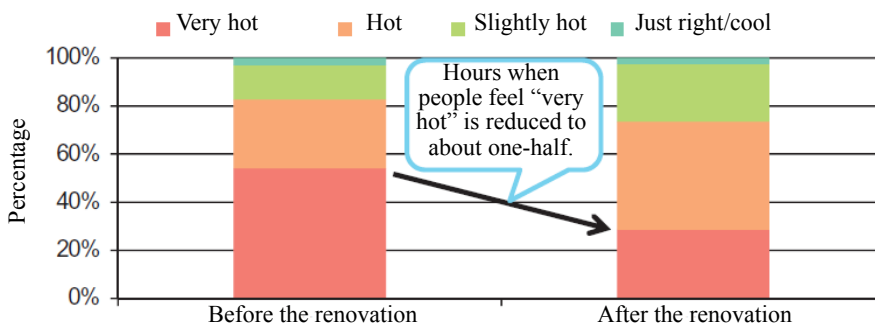 Very hot Hot Slightly hot Just right/cool
Percentage
100%
80%
60%
40%
20%
0%
Hours when
people feel “very
hot” is reduced to
about one-half.
Before the renovation After the renovation